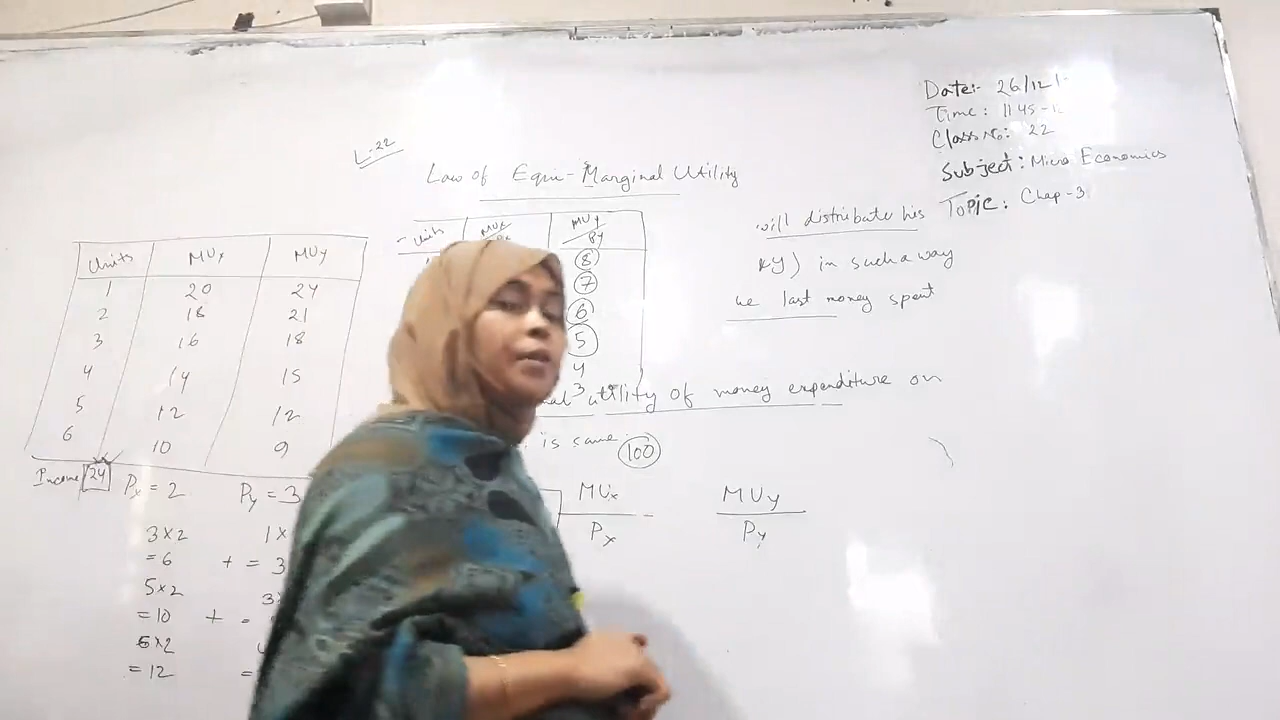 Date:- 26/12
Time: 11 45-
Class No: 22
Subject: Micro Economics
Topic: Chap-3
L-22
Law of Equi-Marginal Utility
Units MUx MUy
1 20 24
2 18 21
3 16 18
4 14 15
5 12 12
6 10 9
Income 24 Px = 2 Py = 3
3x2 1x
=6 + = 3
5x2 3
=10 + =
6x2
= 12 =
Units MUx MUy
Py
8
7
6
5
4
3
will distribute his
in such a way
last money spent
utility of money expenditure on
is same 100
MUx MUy
Px Py